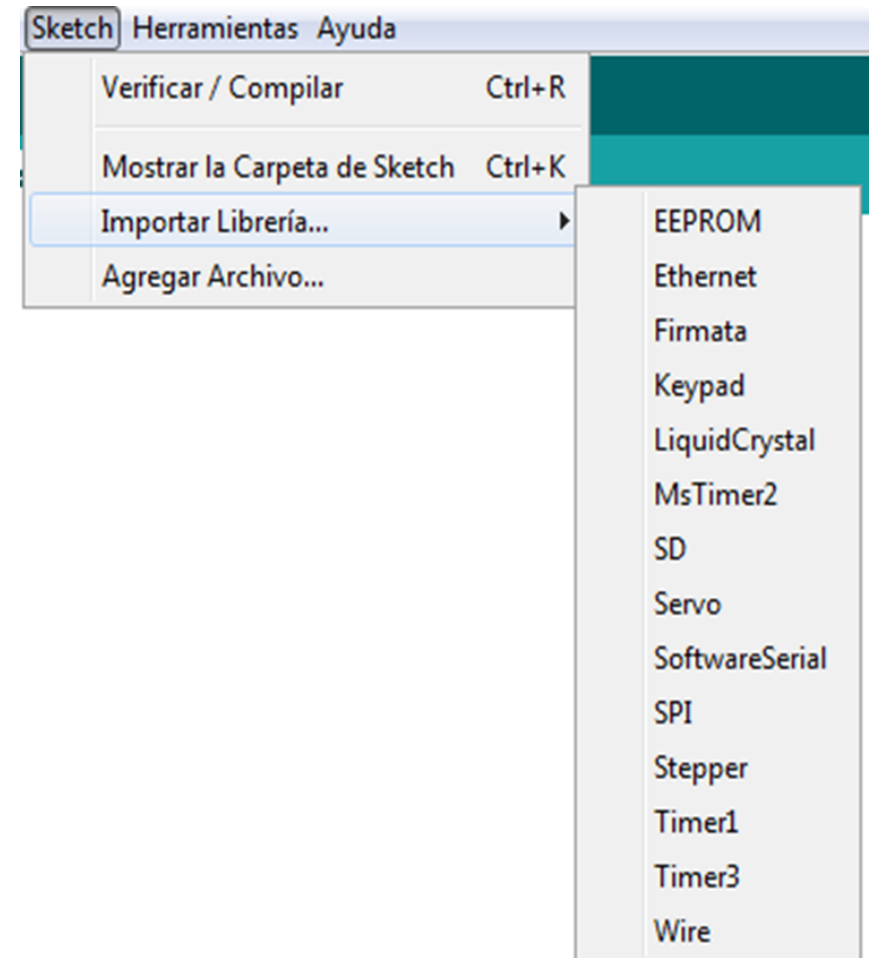 Sketch Herramientas Ayuda
Verificar / Compilar Ctrl+R
Mostrar la Carpeta de Sketch Ctrl+K
Importar Librería...
Agregar Archivo...
EEPROM
Ethernet
Firmata
Keypad
LiquidCrystal
MsTimer2
SD
Servo
SoftwareSerial
SPI
Stepper
Timer1
Timer3
Wire